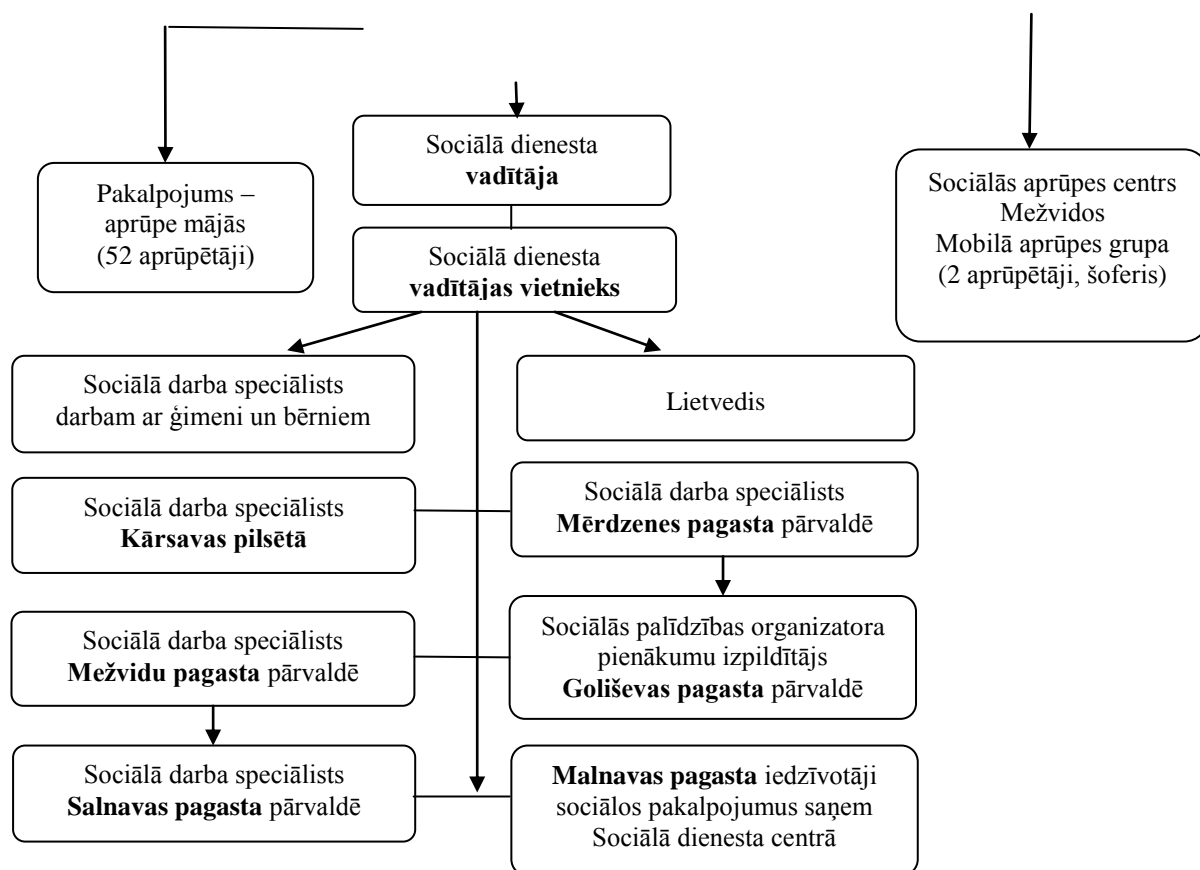 Sociālā dienesta
vadītāja
Pakalpojums –
aprūpe mājās
(52 aprūpētāji)
Sociālās aprūpes centrs
Mežvidos
Mobilā aprūpes grupa
(2 aprūpētāji, šoferis)
Sociālā dienesta
vadītājas vietnieks
Sociālā darba speciālists
darbam ar ģimeni un bērniem
Lietvedis
Sociālā darba speciālists
Kārsavas pilsētā
Sociālā darba speciālists
Mērdzenes pagasta pārvaldē
Sociālā darba speciālists
Mežvidu pagasta pārvaldē
Sociālās palīdzības organizatora
pienākumu izpildītājs
Goliševas pagasta pārvaldē
Sociālā darba speciālists
Salnavas pagasta pārvaldē
Malnavas pagasta iedzīvotāji
sociālos pakalpojumus saņem
Sociālā dienesta centrā